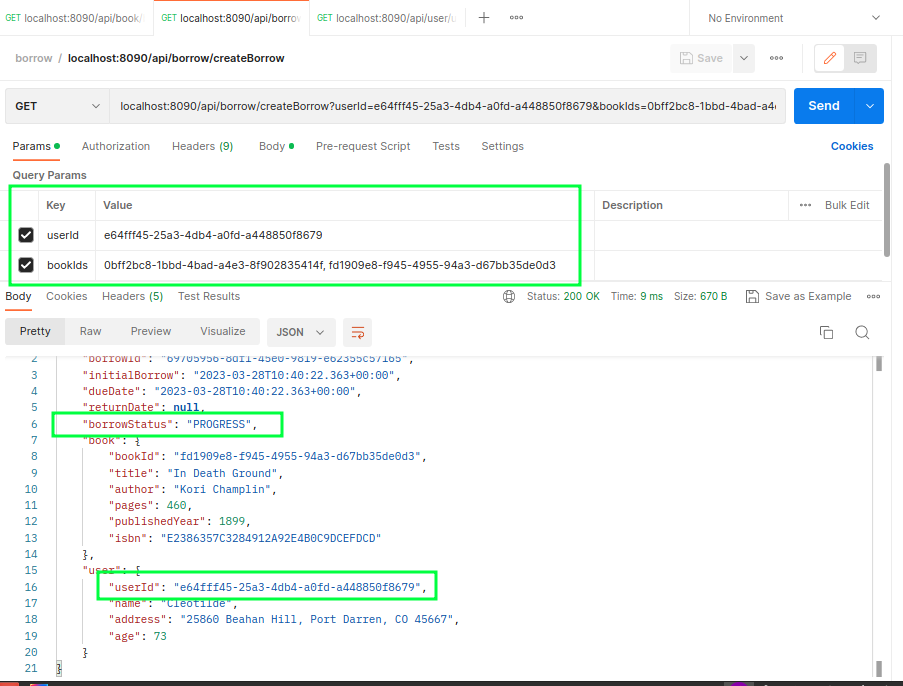 GET localhost:8090/api/book/ GET localhost:8090/api/borrow GET localhost:8090/api/user/u No Environment
borrow / localhost:8090/api/borrow/createBorrow Save
GET localhost:8090/api/borrow/createBorrow?userId=e64fff45-25a3-4db4-a0fd-a448850f8679&bookIds=0bff2bc8-1bbd-4bad-a4e Send
Params Authorization Headers (9) Body Pre-request Script Tests Settings Cookies
Query Params
Key Value Description Bulk Edit
userId e64fff45-25a3-4db4-a0fd-a448850f8679
bookIds 0bff2bc8-1bbd-4bad-a4e3-8f902835414f, fd1909e8-f945-4955-94a3-d67bb35de0d3
Body Cookies Headers (5) Test Results Status: 200 OK Time: 9 ms Size: 670 B Save as Example
Pretty Raw Preview Visualize JSON
2 "borrowId": "69705956-8df1-45e0-9819-e62355c57165",
3 "initialBorrow": "2023-03-28T10:40:22.363+00:00",
4 "dueDate": "2023-03-28T10:40:22.363+00:00",
5 "returnDate": null,
6 "borrowStatus": "PROGRESS",
7 "book": {
8 "bookId": "fd1909e8-f945-4955-94a3-d67bb35de0d3",
9 "title": "In Death Ground",
10 "author": "Kori Champlin",
11 "pages": 460,
12 "publishedYear": 1899,
13 "isbn": "E2386357C3284912A92E4B0C9DCEFDCD"
14 },
15 "user": {
16 "userId": "e64fff45-25a3-4db4-a0fd-a448850f8679",
17 "name": "Cleotilde",
18 "address": "25860 Beahan Hill, Port Darren, CO 45667",
19 "age": 73
20 }
21 }